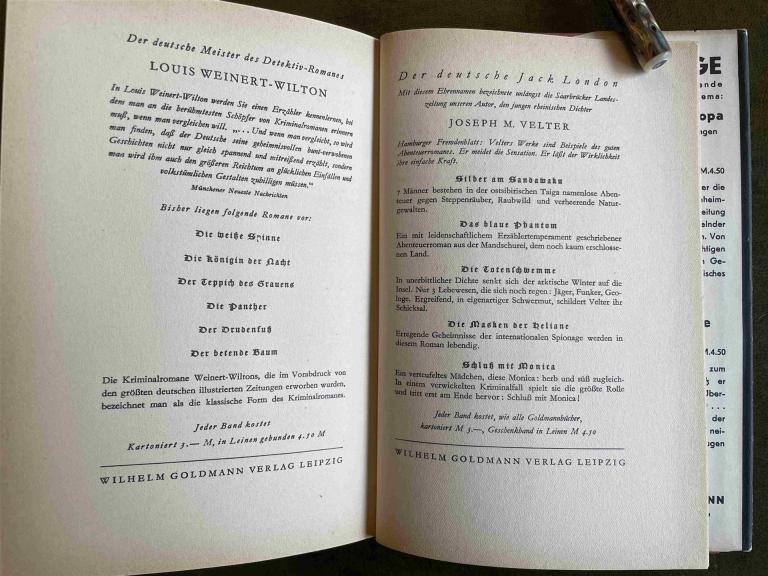 Der deutsche Meister des Detektiv-Romanes
LOUIS WEINERT-WILTON
In Louis Weinert-Wilton werden Sie einen Erzähler kennenlernen, bei
dem man an die berühmtesten Schöpfer von Kriminalromanen erinnern
muß, wenn man vergleichen will. „... Und wenn man vergleicht, so wird
man finden, daß der Deutsche seine geheimnisvollen bunt-verwobenen
Geschichten nicht nur gleich spannend und mitreißend erzählt, sondern
man wird ihm auch den größeren Reichtum an glücklichen Einfällen und
volkstümlichen Gestalten zubilligen müssen.“
Münchener Neueste Nachrichten
Bisher liegen folgende Romane vor:
Die weiße Spinne
Die Königin der Nacht
Der Teppich des Grauens
Die Panther
Der Drudenfuß
Der betende Baum
Die Kriminalromane Weinert-Wiltons, die im Vorabdruck von
den größten deutschen illustrierten Zeitungen erworben wurden,
bezeichnet man als die klassische Form des Kriminalromanes.
Jeder Band kostet
Kartoniert 3.— M, in Leinen gebunden 4.50 M
WILHELM GOLDMANN VERLAG LEIPZIG
Der deutsche Jack London
Mit diesem Ehrennamen bezeichnete unlängst die Saarbrücker Landes-
zeitung unseren Autor, den jungen rheinischen Dichter
JOSEPH M. VELTER
Hamburger Fremdenblatt: Velters Werke sind Beispiele des guten
Abenteuerromans. Er meidet die Sensation. Er läßt der Wirklichkeit
ihre einfache Kraft.
Silber am Sandawaku
7 Männer bestehen in der ostsibirischen Taiga namenlose Aben-
teuer gegen Steppenräuber, Raubwild und verheerende Natur-
gewalten.
Das blaue Phantom
Ein mit leidenschaftlichem Erzählertemperament geschriebener
Abenteuerroman aus der Mandschurei, dem noch kaum erschlosse-
nen Land.
Die Totenschwemme
In unerbittlicher Dichte senkt sich der arktische Winter auf die
Insel. Nur 5 Lebewesen, die sich noch regen: Jäger, Funker, Geo-
loge. Ergreifend, in eigenartiger Schwermut, schildert Velter ihr
Schicksal.
Die Masken der Heliane
Erregende Geheimnisse der internationalen Spionage werden in
diesem Roman lebendig.
Schluß mit Monica
Ein verteufeltes Mädchen, diese Monica: herb und süß zugleich.
In einem verwickelten Kriminalfall spielt sie die größte Rolle
und tritt erst am Ende hervor: Schluß mit Monica!
Jeder Band kostet, wie alle Goldmannbücher,
kartoniert M 3.—, Geschenkband in Leinen M 4.50
WILHELM GOLDMANN VERLAG LEIPZIG